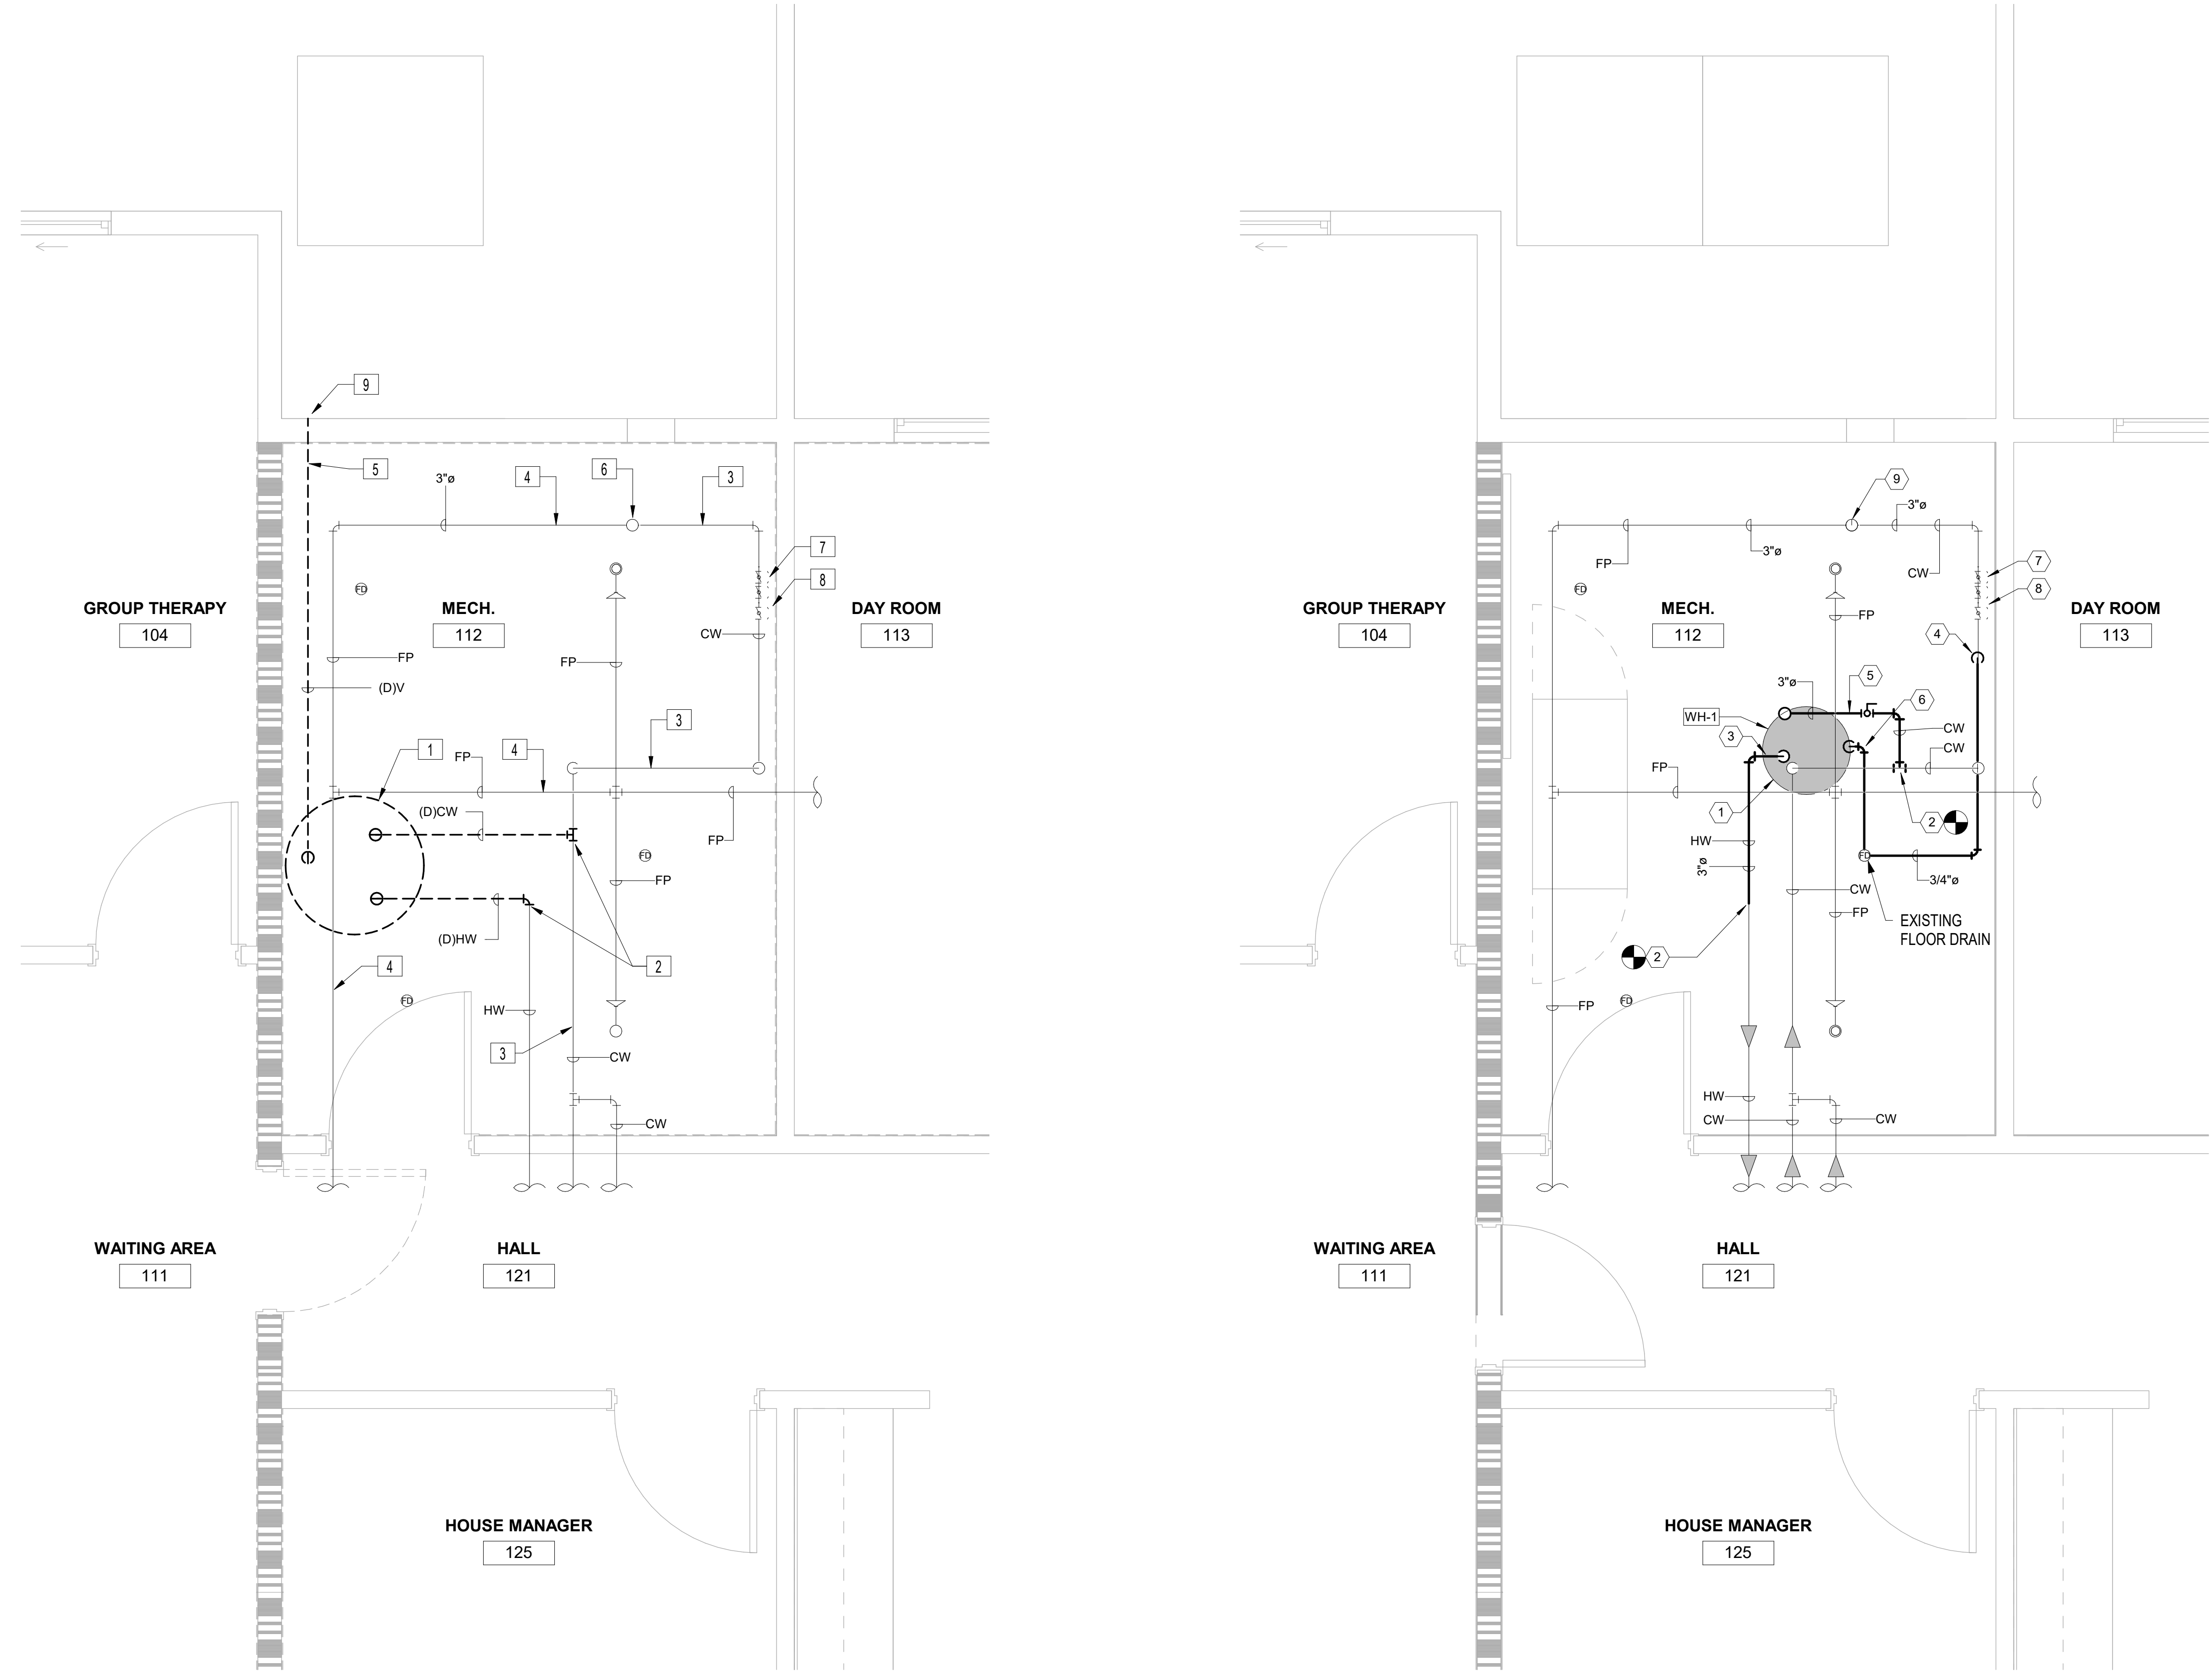 9
5
3"ø
4
6
3
7
8
FD
GROUP THERAPY
104
MECH.
112
DAY ROOM
113
CW
FP
FP
(D)V
3
1
FP
4
(D)CW
FP
FD
FP
(D)HW
4
2
FD
HW
3
CW
CW
WAITING AREA
111
HALL
121
HOUSE MANAGER
125
9
3"ø
3"ø
FP
CW
7
8
FD
GROUP THERAPY
104
MECH.
112
FP
DAY ROOM
113
4
5
3"ø
6
WH-1
3
CW
CW
FP
1
2
HW
3"ø
FD
3/4"ø
CW
FP
EXISTING
FLOOR DRAIN
2
FP
FD
HW
CW
CW
WAITING AREA
111
HALL
121
HOUSE MANAGER
125